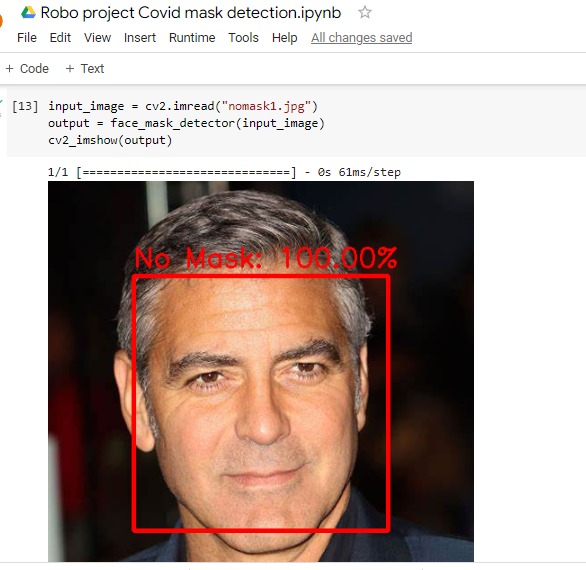 Robo project Covid mask detection.ipynb
File Edit View Insert Runtime Tools Help All changes saved
+ Code + Text
[13] input_image = cv2.imread("nomask1.jpg")
output = face_mask_detector(input_image)
cv2_imshow(output)
1/1 [==============================] - 0s 61ms/step
No Mask: 100.00%